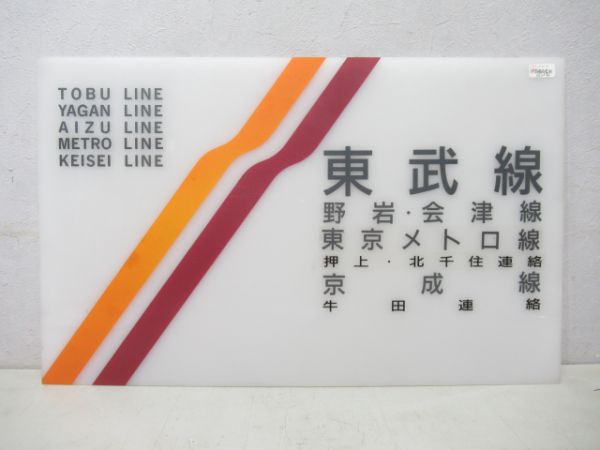 TOBU LINE
YAGAN LINE
AIZU LINE
METRO LINE
KEISEI LINE
東武線
野岩・会津線
東京メトロ線
押上・北千住連絡
京成線
牛田連絡